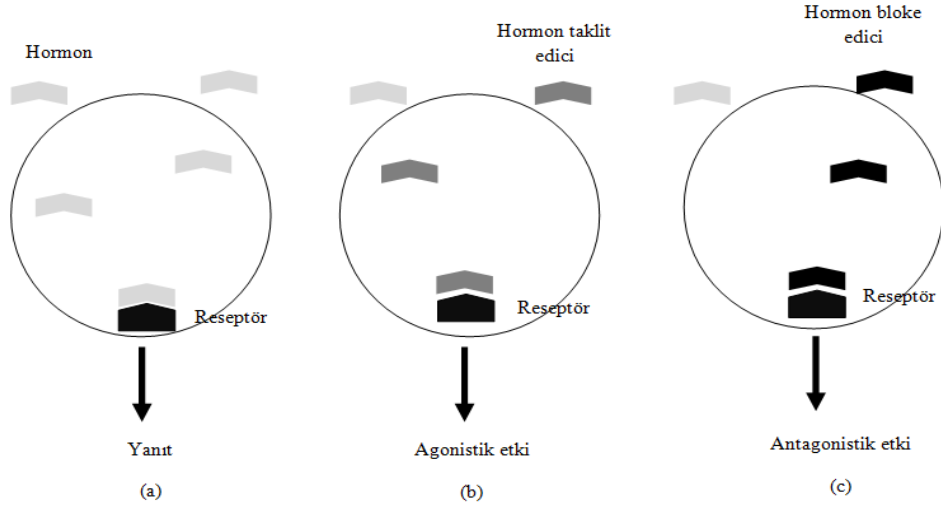 Hormon
Reseptör
Yanıt
(a)
Hormon taklit
edici
Reseptör
Agonistik etki
(b)
Hormon bloke
edici
Reseptör
Antagonistik etki
(c)